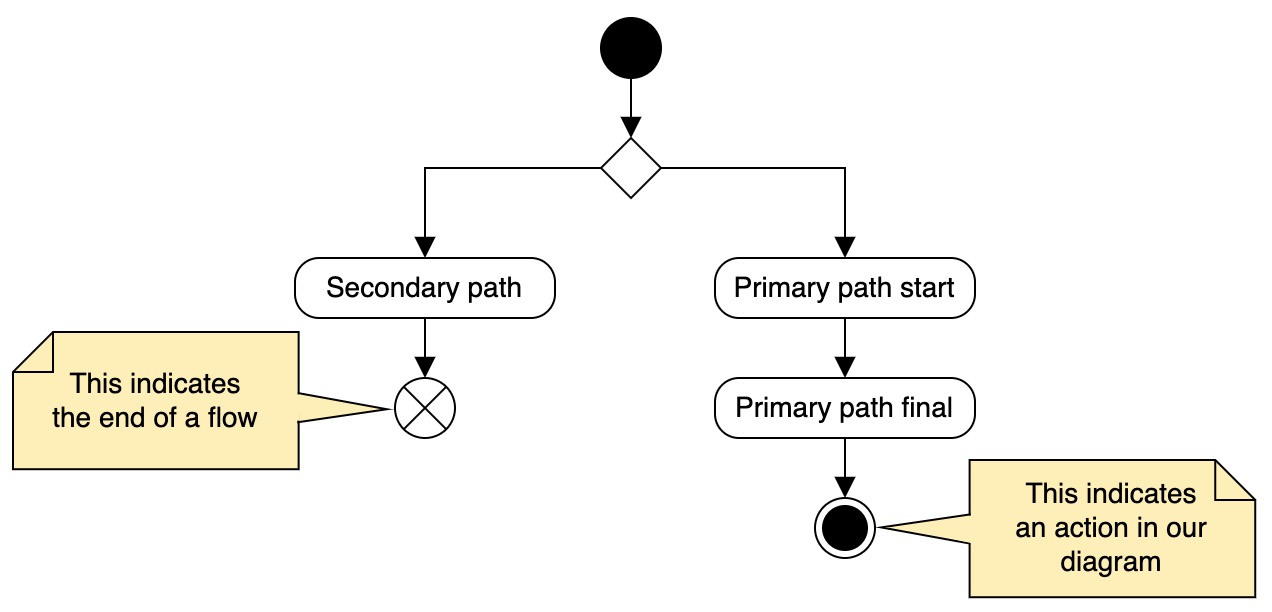 Secondary path
Primary path start
This indicates
the end of a flow
Primary path final
This indicates
an action in our
diagram